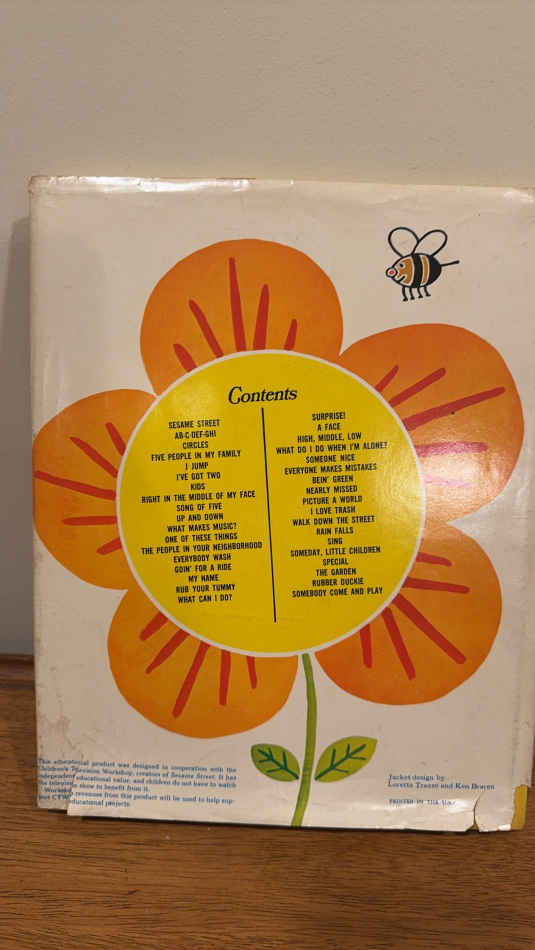 Contents
SESAME STREET
AB-C-DEF-GHI
CIRCLES
FIVE PEOPLE IN MY FAMILY
I JUMP
I'VE GOT TWO
KIDS
RIGHT IN THE MIDDLE OF MY FACE
SONG OF FIVE
UP AND DOWN
WHAT MAKES MUSIC?
ONE OF THESE THINGS
THE PEOPLE IN YOUR NEIGHBORHOOD
EVERYBODY WASH
GOIN' FOR A RIDE
MY NAME
RUB YOUR TUMMY
WHAT CAN I DO?
SURPRISE!
A FACE
HIGH, MIDDLE, LOW
WHAT DO I DO WHEN I'M ALONE?
SOMEONE NICE
EVERYONE MAKES MISTAKES
BEIN' GREEN
NEARLY MISSED
PICTURE A WORLD
I LOVE TRASH
WALK DOWN THE STREET
RAIN FALLS
SING
SOMEDAY, LITTLE CHILDREN
SPECIAL
THE GARDEN
RUBBER DUCKIE
SOMEBODY COME AND PLAY
This educational product was designed in cooperation with the
Children's Television Workshop, creators of Sesame Street. It has
independent educational value, and children do not have to watch
the television show to benefit from it.
revenues from this product will be used to help sup-
port CTW educational projects.
Jacket design by
Loretta Trezzo and Ken Braren
PRINTED IN THE U.S.